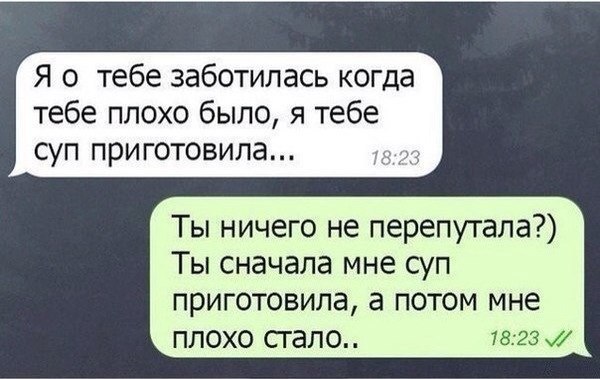 Я о тебе заботилась когда
тебе плохо было, я тебе
суп приготовила...
18:23
Ты ничего не перепутала?)
Ты сначала мне суп
приготовила, а потом мне
плохо стало..
18:23